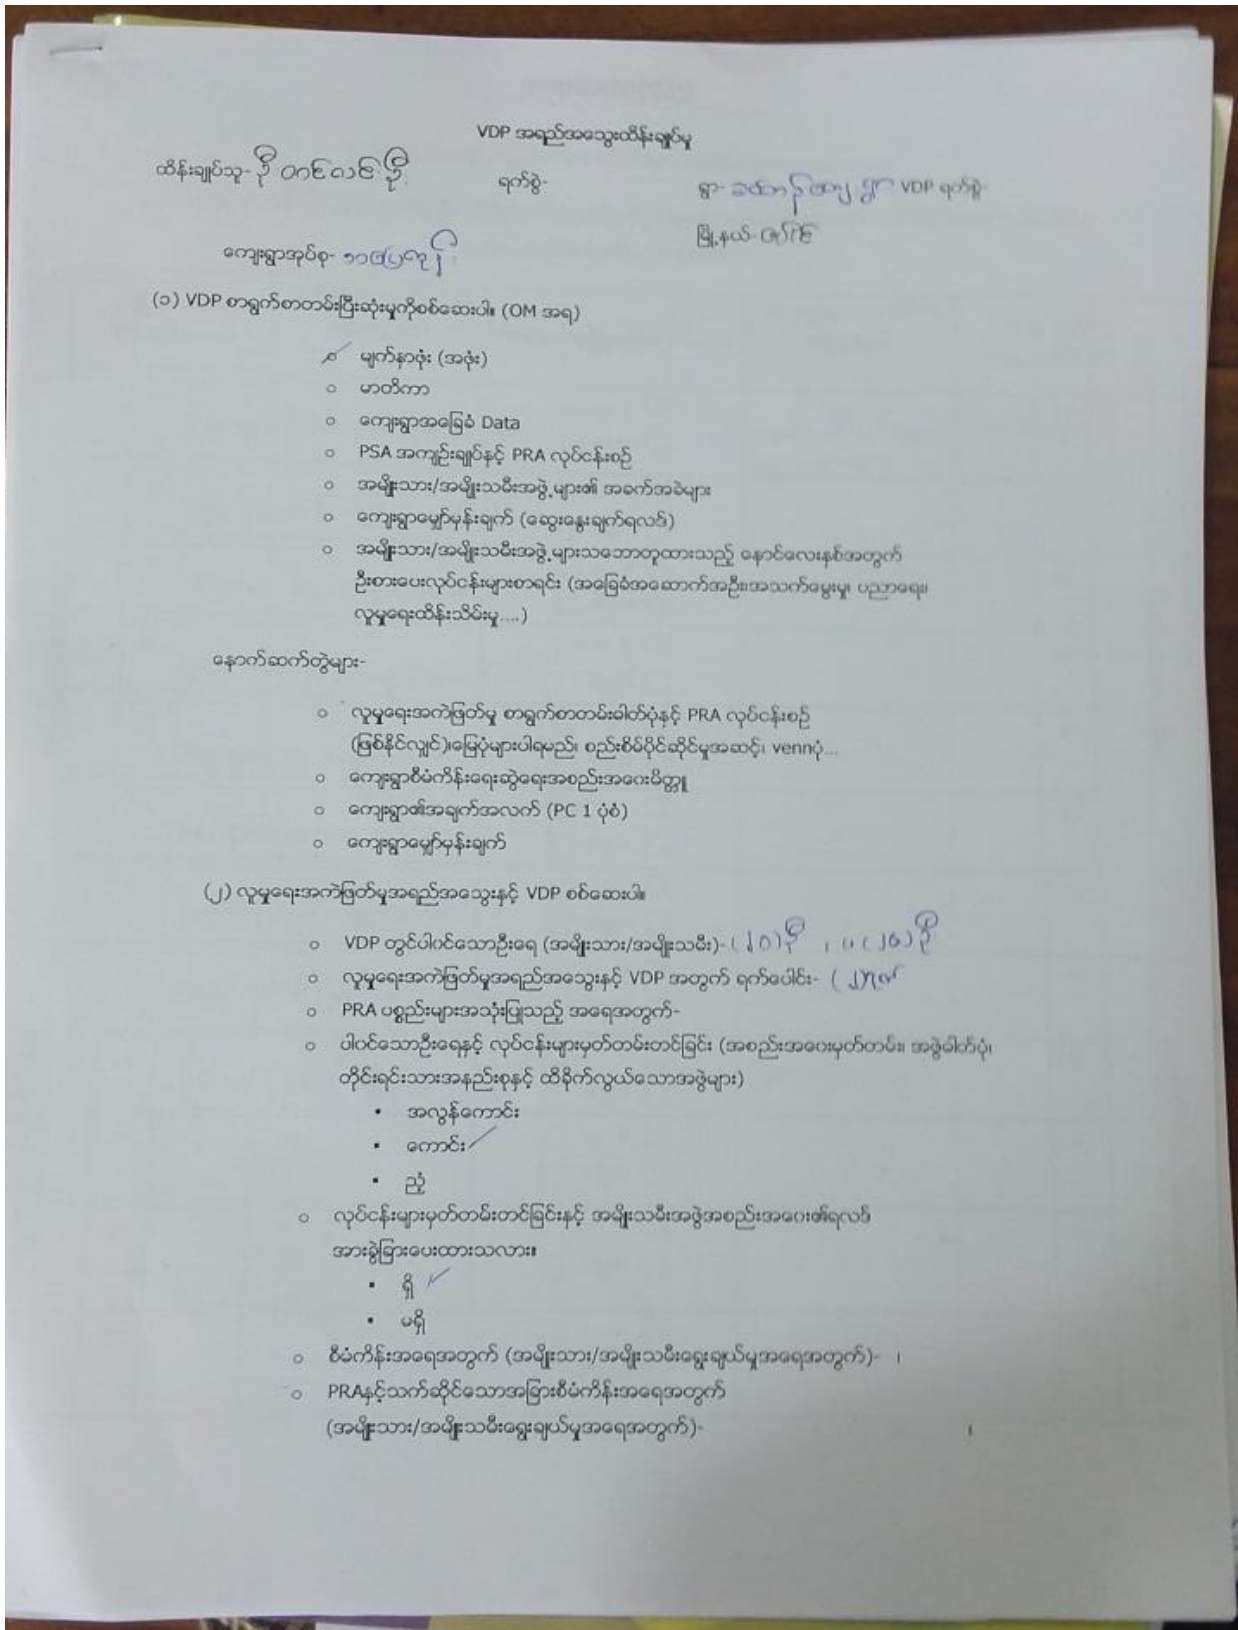 VDP အရည်အသွေးထိန်းချုပ်မှု
ထိန်းချုပ်သူ- ဦး ရက်စွဲ- ရွာ- VDP ရက်စွဲ-
မြို့နယ်-
ကျေးရွာအုပ်စု-
(၁) VDP စာရွက်စာတမ်းပြီးဆုံးမှုကိုစစ်ဆေးပါ။ (OM အရ)
မျက်နှာဖုံး (အဖုံး)
မာတိကာ
ကျေးရွာအခြေခံ Data
PSA အကျဉ်းချုပ်နှင့် PRA လုပ်ငန်းစဉ်
အမျိုးသား/အမျိုးသမီးအဖွဲ့များ၏ အခက်အခဲများ
ကျေးရွာမျှော်မှန်းချက် (ဆွေးနွေးချက်ရလဒ်)
အမျိုးသား/အမျိုးသမီးအဖွဲ့များသဘောတူထားသည့် နောင်လေးနှစ်အတွက်
ဦးစားပေးလုပ်ငန်းများစာရင်း (အခြေခံအဆောက်အဦး၊အသက်မွေးမှု၊ ပညာရေး၊
လူမှုရေးထိန်းသိမ်းမှု....)
နောက်ဆက်တွဲများ-
လူမှုရေးအကဲဖြတ်မှု စာရွက်စာတမ်းဓါတ်ပုံနှင့် PRA လုပ်ငန်းစဉ်
(ဖြစ်နိုင်လျှင်)၊မြေပုံများပါရမည်၊ စည်းစိမ်ပိုင်ဆိုင်မှုအဆင့်၊ vennပုံ...
ကျေးရွာစီမံကိန်းရေးဆွဲရေးအစည်းအဝေးမိတ္တူ
ကျေးရွာ၏အချက်အလက် (PC 1 ပုံစံ)
ကျေးရွာမျှော်မှန်းချက်
(၂) လူမှုရေးအကဲဖြတ်မှုအရည်အသွေးနှင့် VDP စစ်ဆေးပါ။
VDP တွင်ပါဝင်သောဦးရေ (အမျိုးသား/အမျိုးသမီး)- ဦး ဦး
လူမှုရေးအကဲဖြတ်မှုအရည်အသွေးနှင့် VDP အတွက် ရက်ပေါင်း- (၂)ရက်
PRA ပစ္စည်းများအသုံးပြုသည့် အရေအတွက်-
ပါဝင်သောဦးရေနှင့် လုပ်ငန်းများမှတ်တမ်းတင်ခြင်း (အစည်းအဝေးမှတ်တမ်း၊ အဖွဲ့ဓါတ်ပုံ၊
တိုင်းရင်းသားအနည်းစုနှင့် ထိခိုက်လွယ်သောအဖွဲ့များ)
အလွန်ကောင်း
ကောင်း
ညံ့
လုပ်ငန်းများမှတ်တမ်းတင်ခြင်းနှင့် အမျိုးသမီးအဖွဲ့အစည်းအဝေး၏ရလဒ်
အားခွဲခြားပေးထားသလား။
ရှိ
မရှိ
စီမံကိန်းအရေအတွက် (အမျိုးသား/အမျိုးသမီးရွေးချယ်မှုအရေအတွက်)- ၊
PRAနှင့်သက်ဆိုင်သောအခြားစီမံကိန်းအရေအတွက်
(အမျိုးသား/အမျိုးသမီးရွေးချယ်မှုအရေအတွက်)- ၊